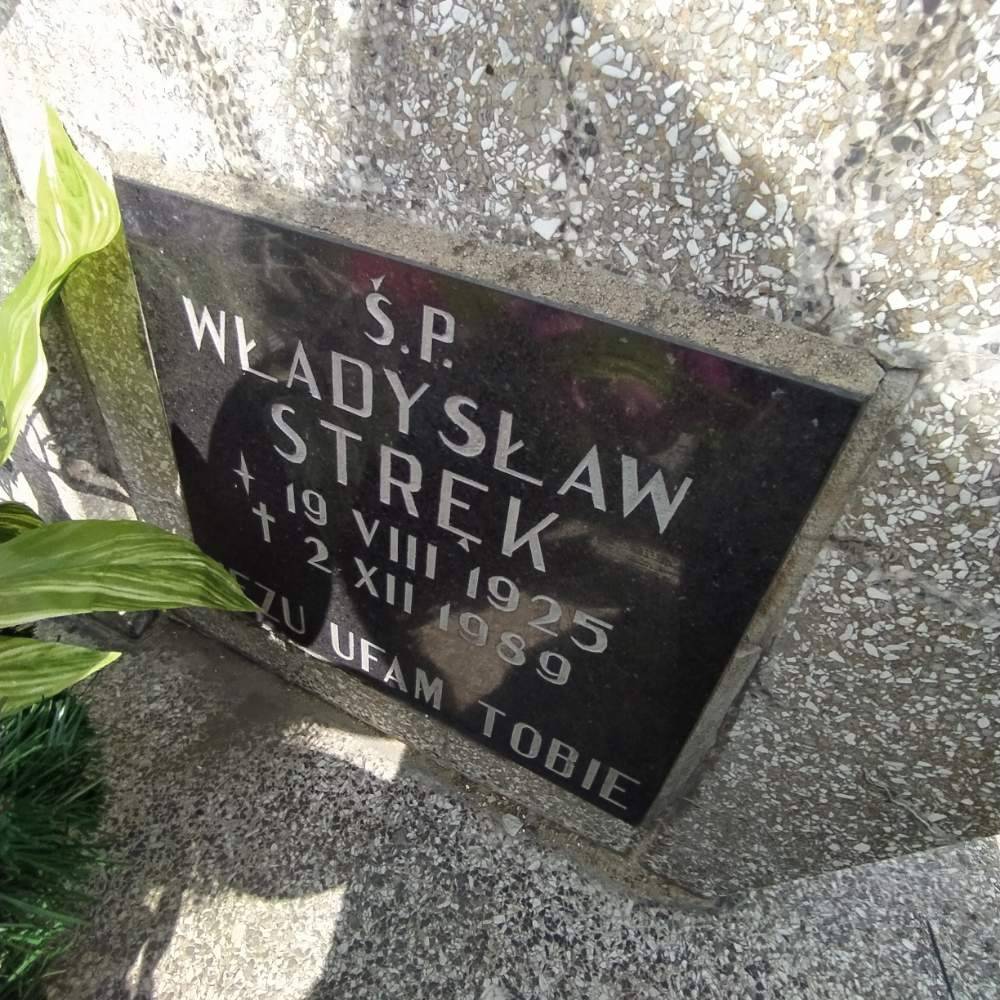 Ś.P.
WŁADYSŁAW
STRĘK
19 VIII 1925
† 2 XII 1989
UFAM TOBIE